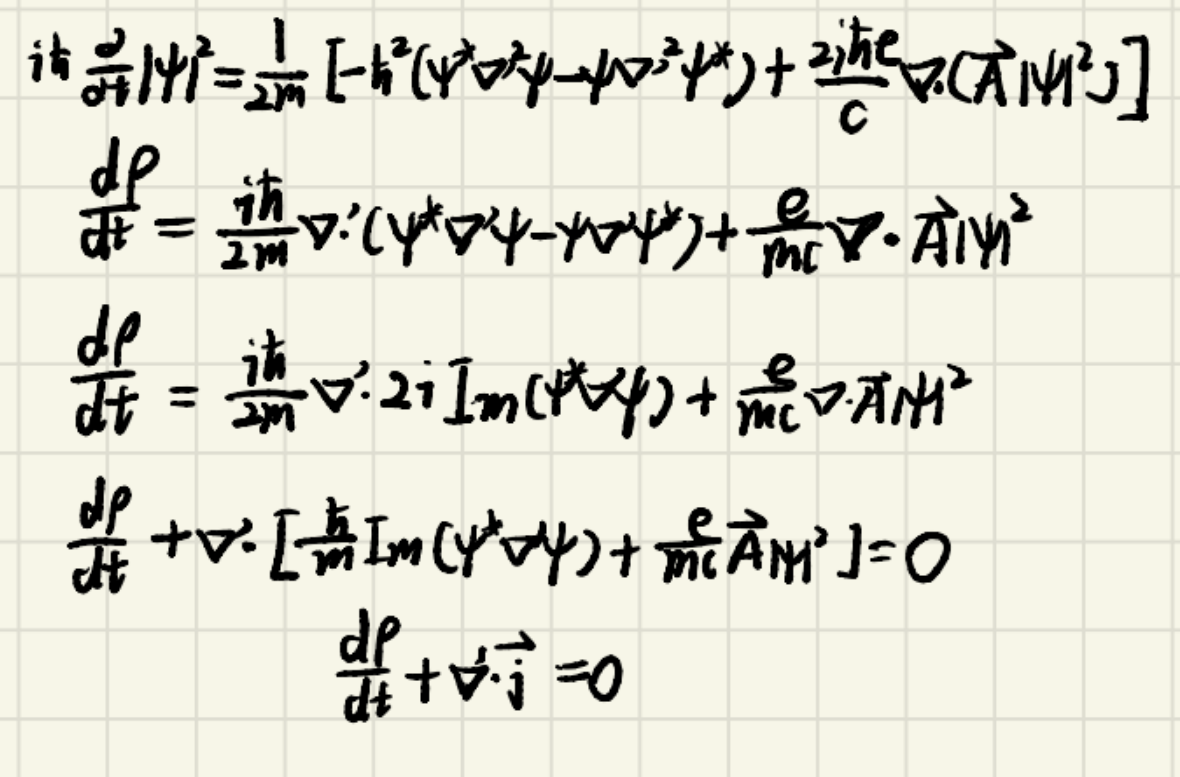 iħ ∂/∂t |ψ|² = 1/2m [-ħ²(ψ*∇'²ψ - ψ∇'²ψ*) + 2iħe/c ∇'·(A⃗|ψ|²)]
dρ/dt = iħ/2m ∇'·(ψ*∇'ψ - ψ∇'ψ*) + e/mc ∇·A⃗|ψ|²
dρ/dt = iħ/2m ∇'·2i Im(ψ*∇'ψ) + e/mc ∇·A⃗|ψ|²
dρ/dt + ∇'·[ħ/m Im(ψ*∇'ψ) + e/mc A⃗|ψ|²] = 0
dρ/dt + ∇'·j⃗ = 0